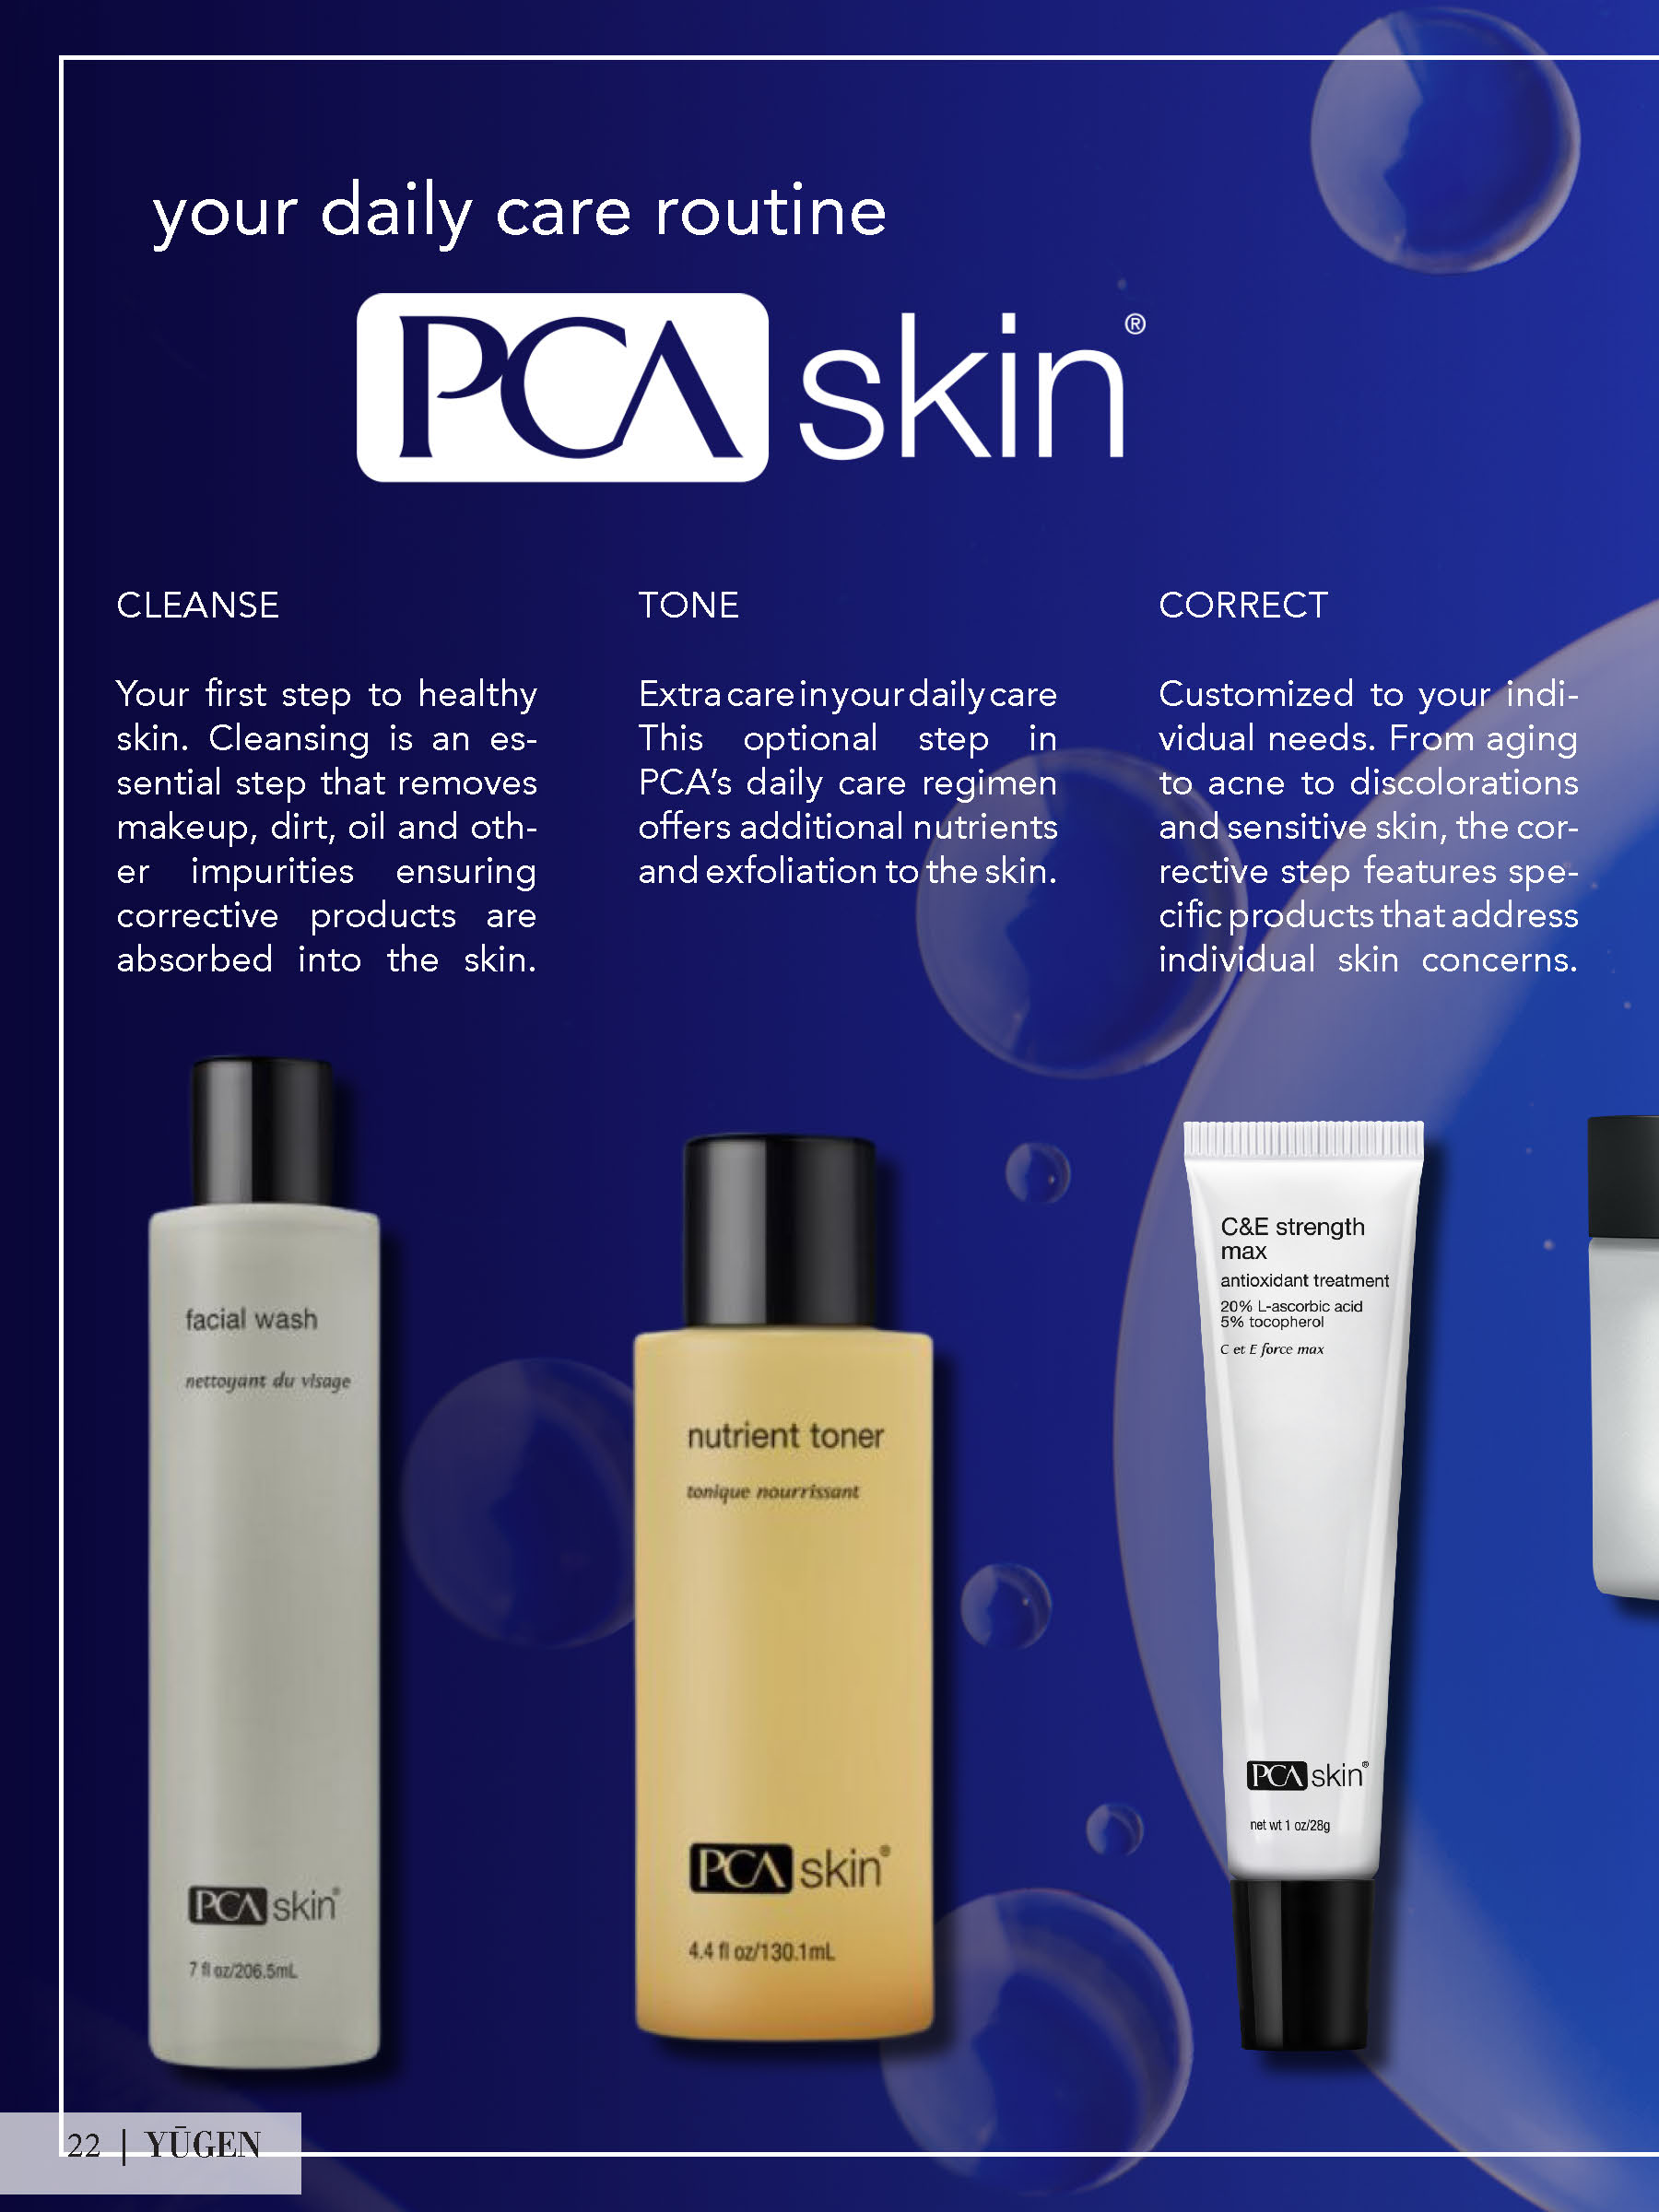 your daily care routine
PCA skin®
CLEANSE
Your first step to healthy
skin. Cleansing is an es-
sential step that removes
makeup, dirt, oil and oth-
er impurities ensuring
corrective products are
absorbed into the skin.
TONE
Extra care in your daily care
This optional step in
PCA’s daily care regimen
offers additional nutrients
and exfoliation to the skin.
CORRECT
Customized to your indi-
vidual needs. From aging
to acne to discolorations
and sensitive skin, the cor-
rective step features spe-
cific products that address
individual skin concerns.
facial wash
nettoyant du visage
PCA skin®
7 fl oz/206.5mL
nutrient toner
tonique nourrissant
PCA skin®
4.4 fl oz/130.1mL
C&E strength
max
antioxidant treatment
20% L-ascorbic acid
5% tocopherol
C et E force max
PCA skin®
net wt 1 oz/28g
22 | YŪGEN